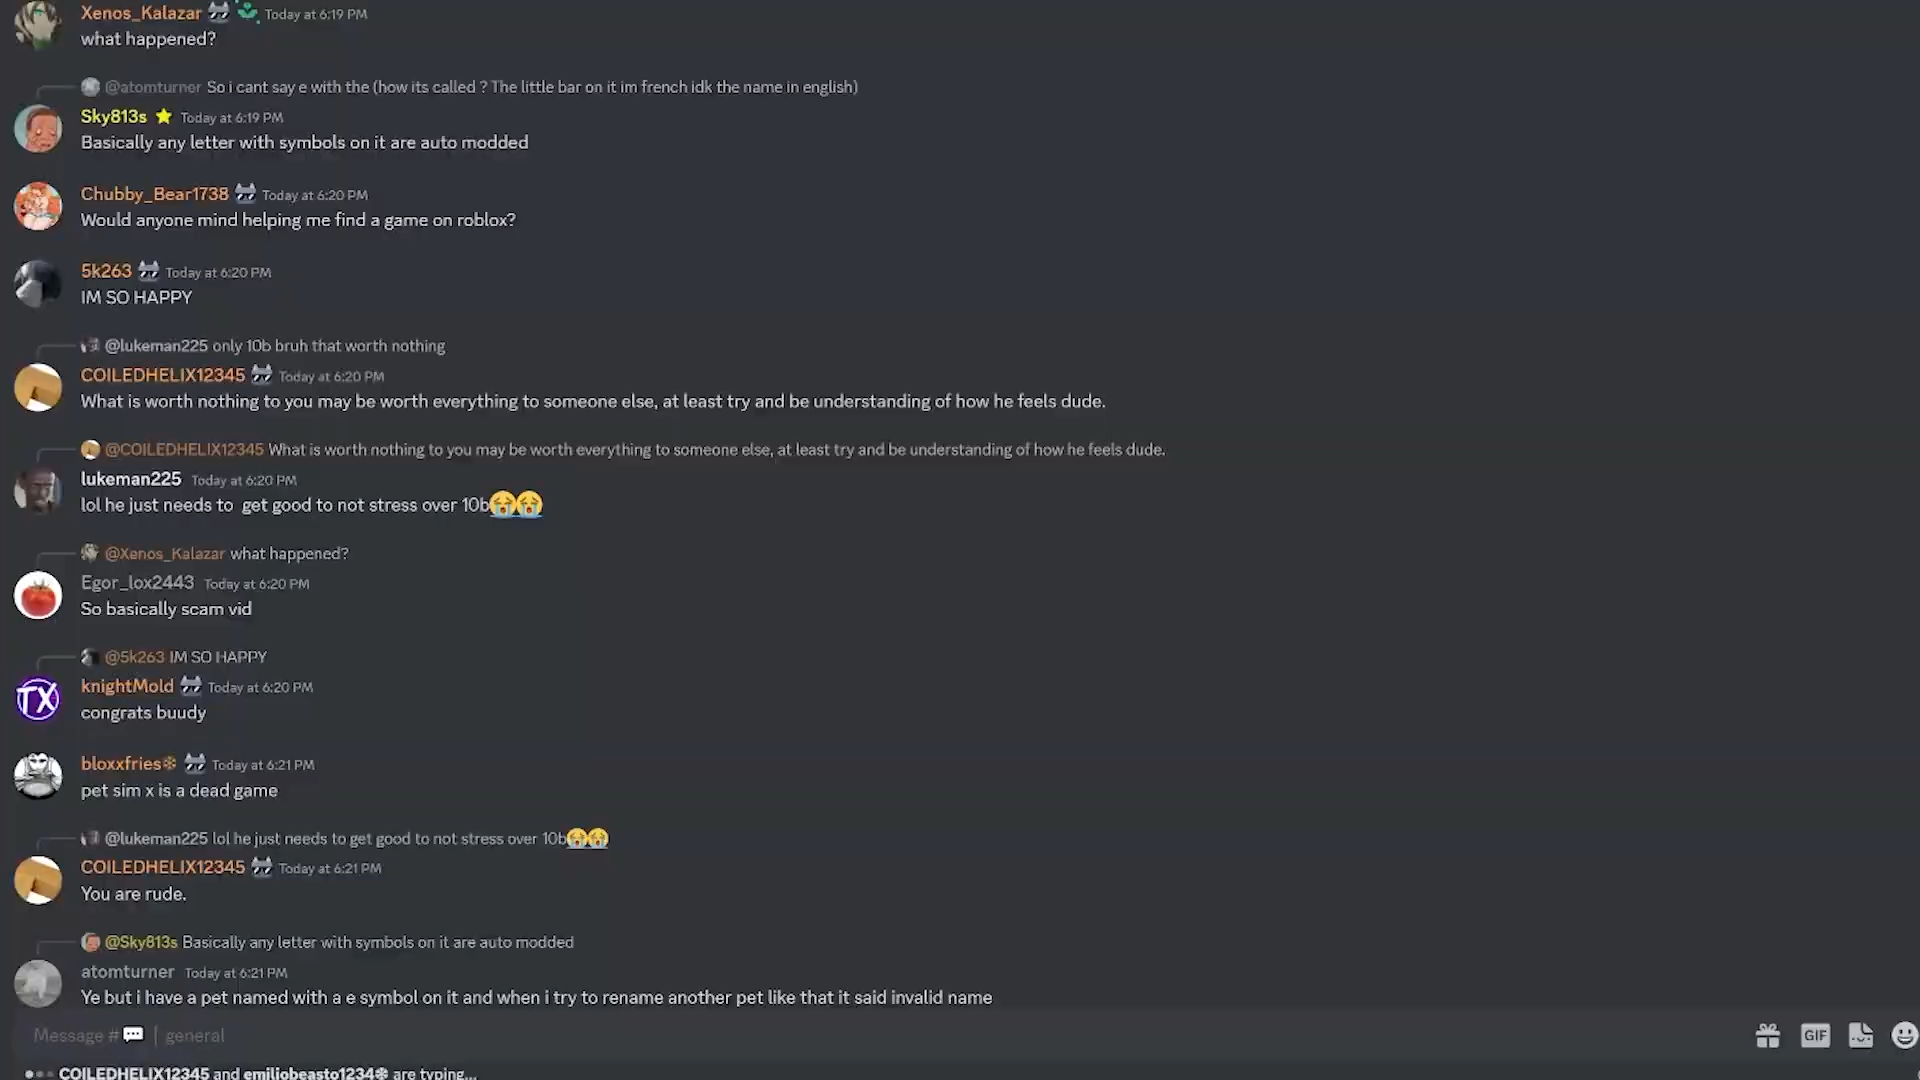 Xenos_Kalazar Today at 6:19 PM
what happened?
@atomturner So i cant say e with the (how its called ? The little bar on it im french idk the name in english)
Sky813s Today at 6:19 PM
Basically any letter with symbols on it are auto modded
Chubby_Bear1738 Today at 6:20 PM
Would anyone mind helping me find a game on roblox?
5k263 Today at 6:20 PM
IM SO HAPPY
@lukeman225 only 10b bruh that worth nothing
COILEDHELIX12345 Today at 6:20 PM
What is worth nothing to you may be worth everything to someone else, at least try and be understanding of how he feels dude.
@COILEDHELIX12345 What is worth nothing to you may be worth everything to someone else, at least try and be understanding of how he feels dude.
lukeman225 Today at 6:20 PM
lol he just needs to get good to not stress over 10b😭😭
@Xenos_Kalazar what happened?
Egor_lox2443 Today at 6:20 PM
So basically scam vid
@5k263 IM SO HAPPY
TX
knightMold Today at 6:20 PM
congrats buudy
bloxxfries❄ Today at 6:21 PM
pet sim x is a dead game
@lukeman225 lol he just needs to get good to not stress over 10b😭😭
COILEDHELIX12345 Today at 6:21 PM
You are rude.
@Sky813s Basically any letter with symbols on it are auto modded
atomturner Today at 6:21 PM
Ye but i have a pet named with a e symbol on it and when i try to rename another pet like that it said invalid name
Message #💬 | general
GIF
COILEDHELIX12345 and emiliobeasto1234❄ are typing...